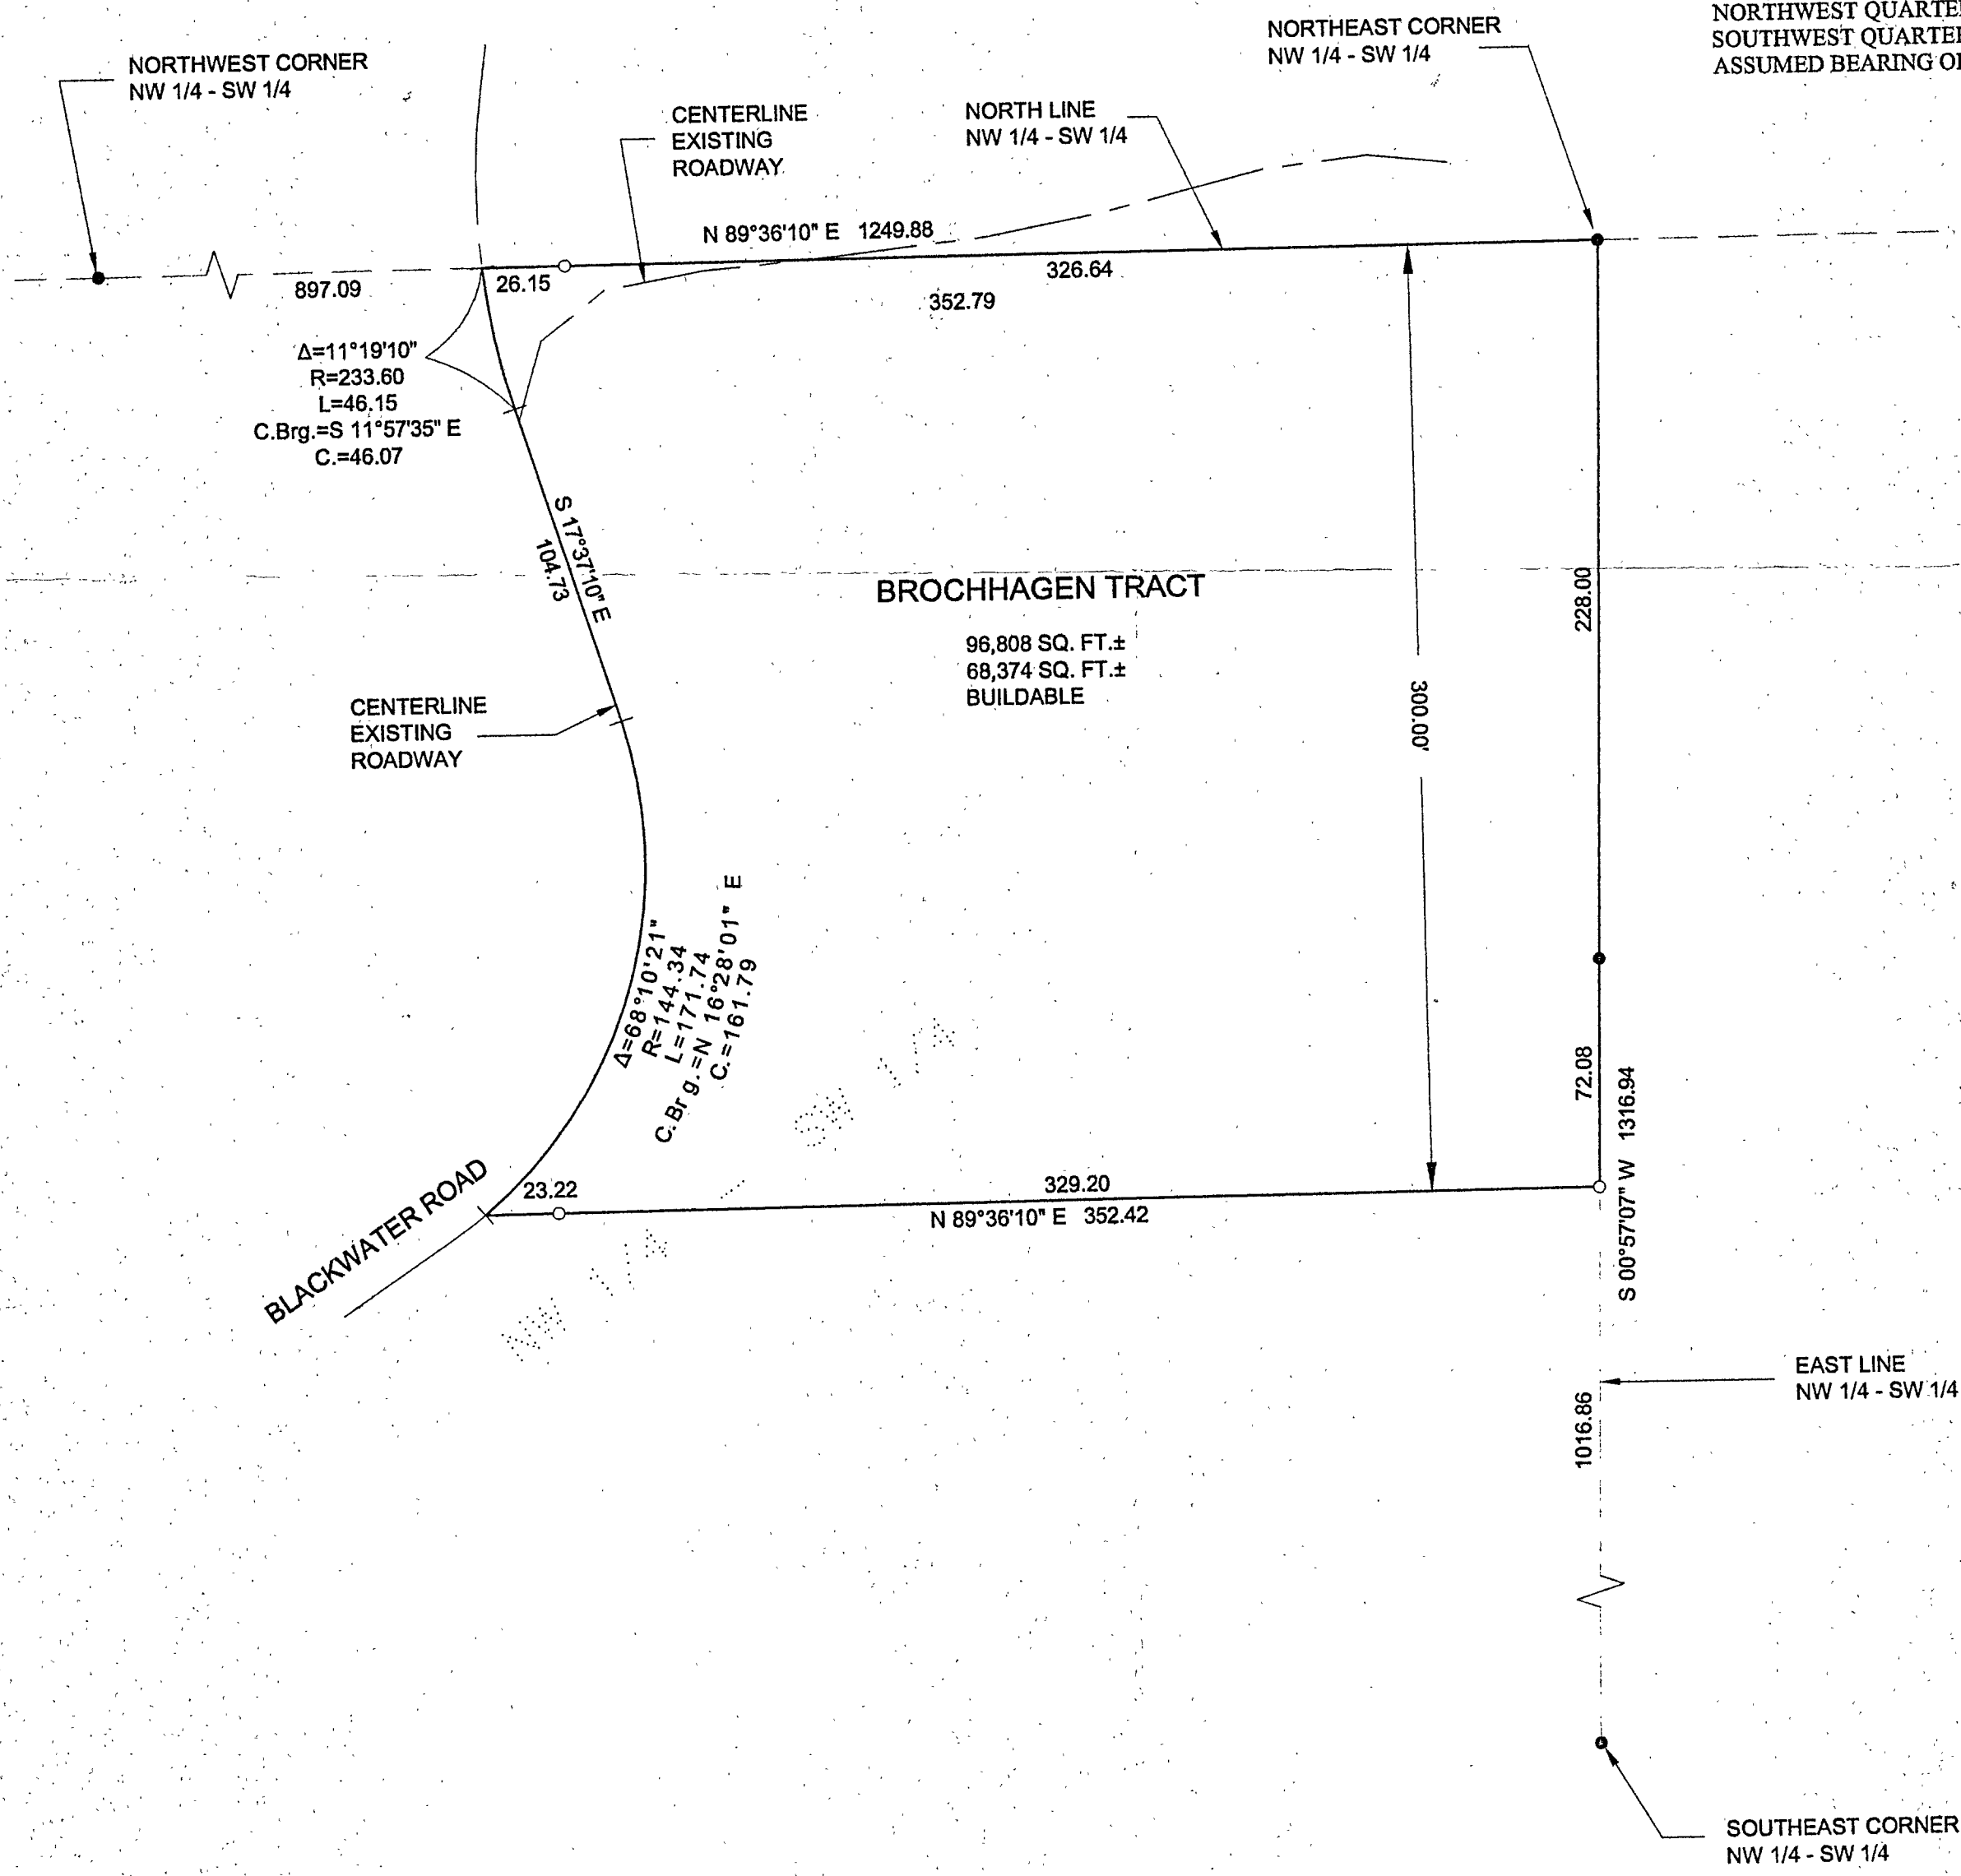 NORTHWEST QUARTE
SOUTHWEST QUARTE
ASSUMED BEARING O
NORTHWEST CORNER
NW 1/4 - SW 1/4
NORTHEAST CORNER
NW 1/4 - SW 1/4
CENTERLINE
EXISTING
ROADWAY
NORTH LINE
NW 1/4 - SW 1/4
N 89°36'10" E 1249.88
897.09
26.15
326.64
352.79
Δ=11°19'10"
R=233.60
L=46.15
C.Brg.=S 11°57'35" E
C.=46.07
S 17°37'10" E
104.73
BROCHHAGEN TRACT
96,808 SQ. FT.±
68,374 SQ. FT.±
BUILDABLE
228.00
300.00'
CENTERLINE
EXISTING
ROADWAY
Δ=68°10'21"
R=144.34
L=171.74
C.Brg.=N 16°28'01" E
C.=161.79
72.08
S 00°57'07" W 1316.94
BLACKWATER ROAD
23.22
329.20
N 89°36'10" E 352.42
NW 1/4 SW 1/4
EAST LINE
NW 1/4 - SW 1/4
1016.86
SOUTHEAST CORNER
NW 1/4 - SW 1/4